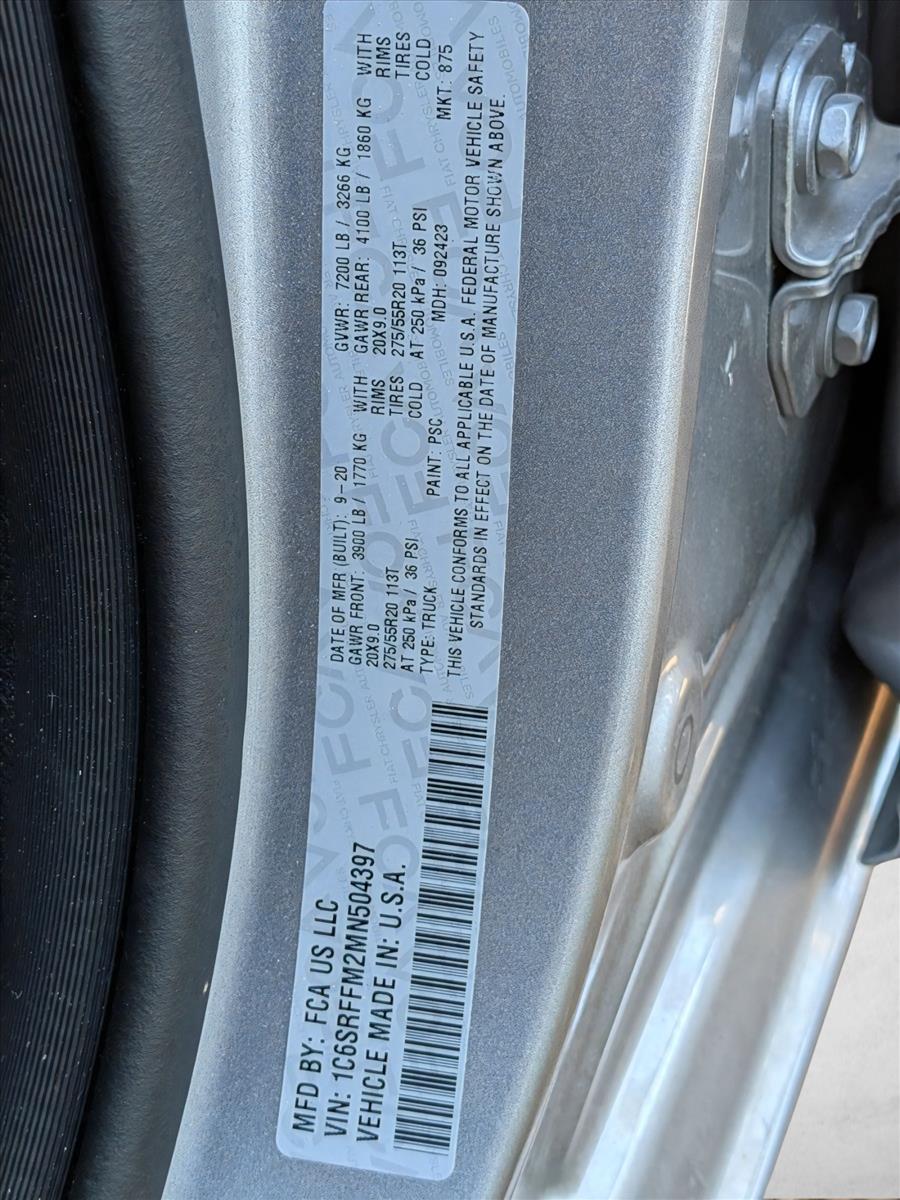 MFD BY: FCA US LLC
VIN: 1C6SRFFM2MN504397
VEHICLE MADE IN: U.S.A.
DATE OF MFR (BUILT): 9-20 GVWR: 7200 LB / 3266 KG
GAWR FRONT: 3900 LB / 1770 KG WITH GAWR REAR: 4100 LB / 1860 KG WITH
20X9.0 RIMS 20X9.0 RIMS
275/55R20 113T TIRES 275/55R20 113T TIRES
AT 250 kPa / 36 PSI COLD AT 250 kPa / 36 PSI COLD
TYPE: TRUCK PAINT: PSC MDH: 092423 MKT: 875
THIS VEHICLE CONFORMS TO ALL APPLICABLE U.S.A. FEDERAL MOTOR VEHICLE SAFETY
STANDARDS IN EFFECT ON THE DATE OF MANUFACTURE SHOWN ABOVE.